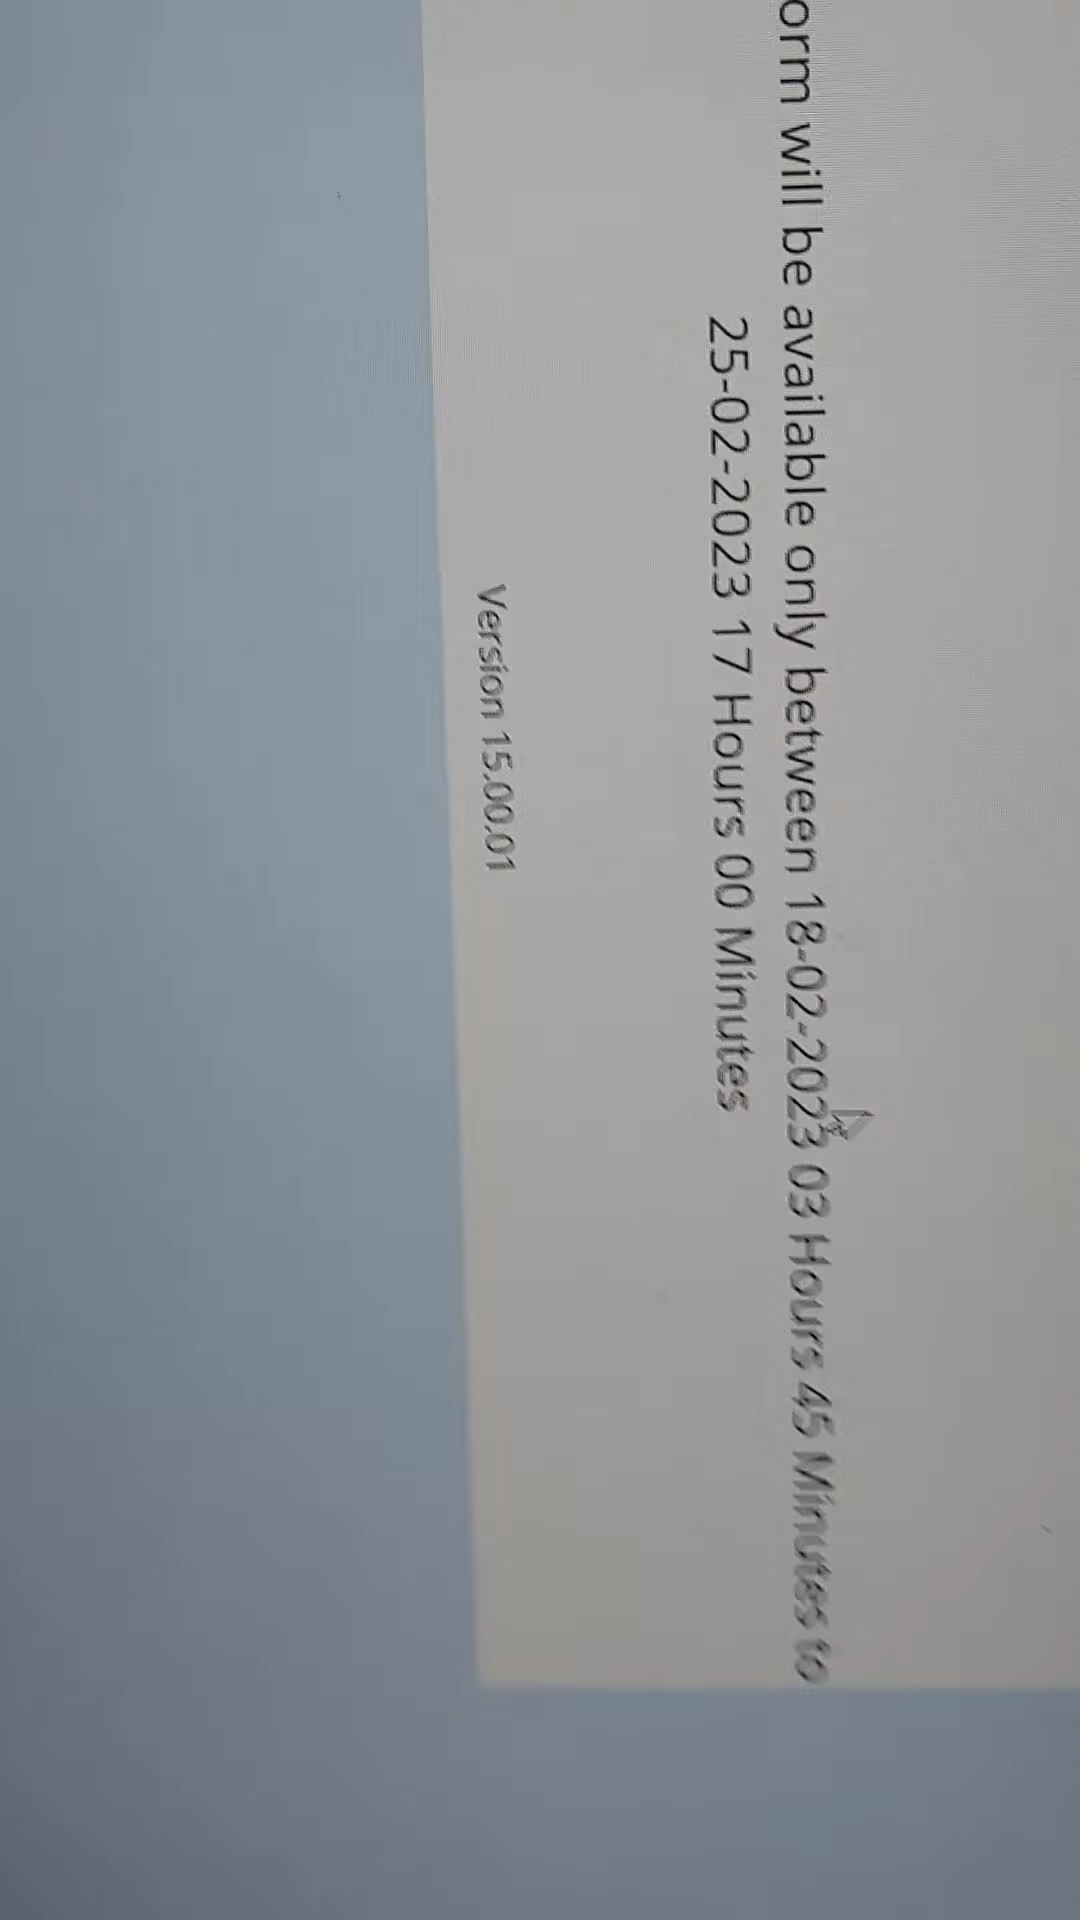 orm will be available only between 18-02-2023 03 Hours 45 Minutes to
25-02-2023 17 Hours 00 Minutes
Version 15.00.01